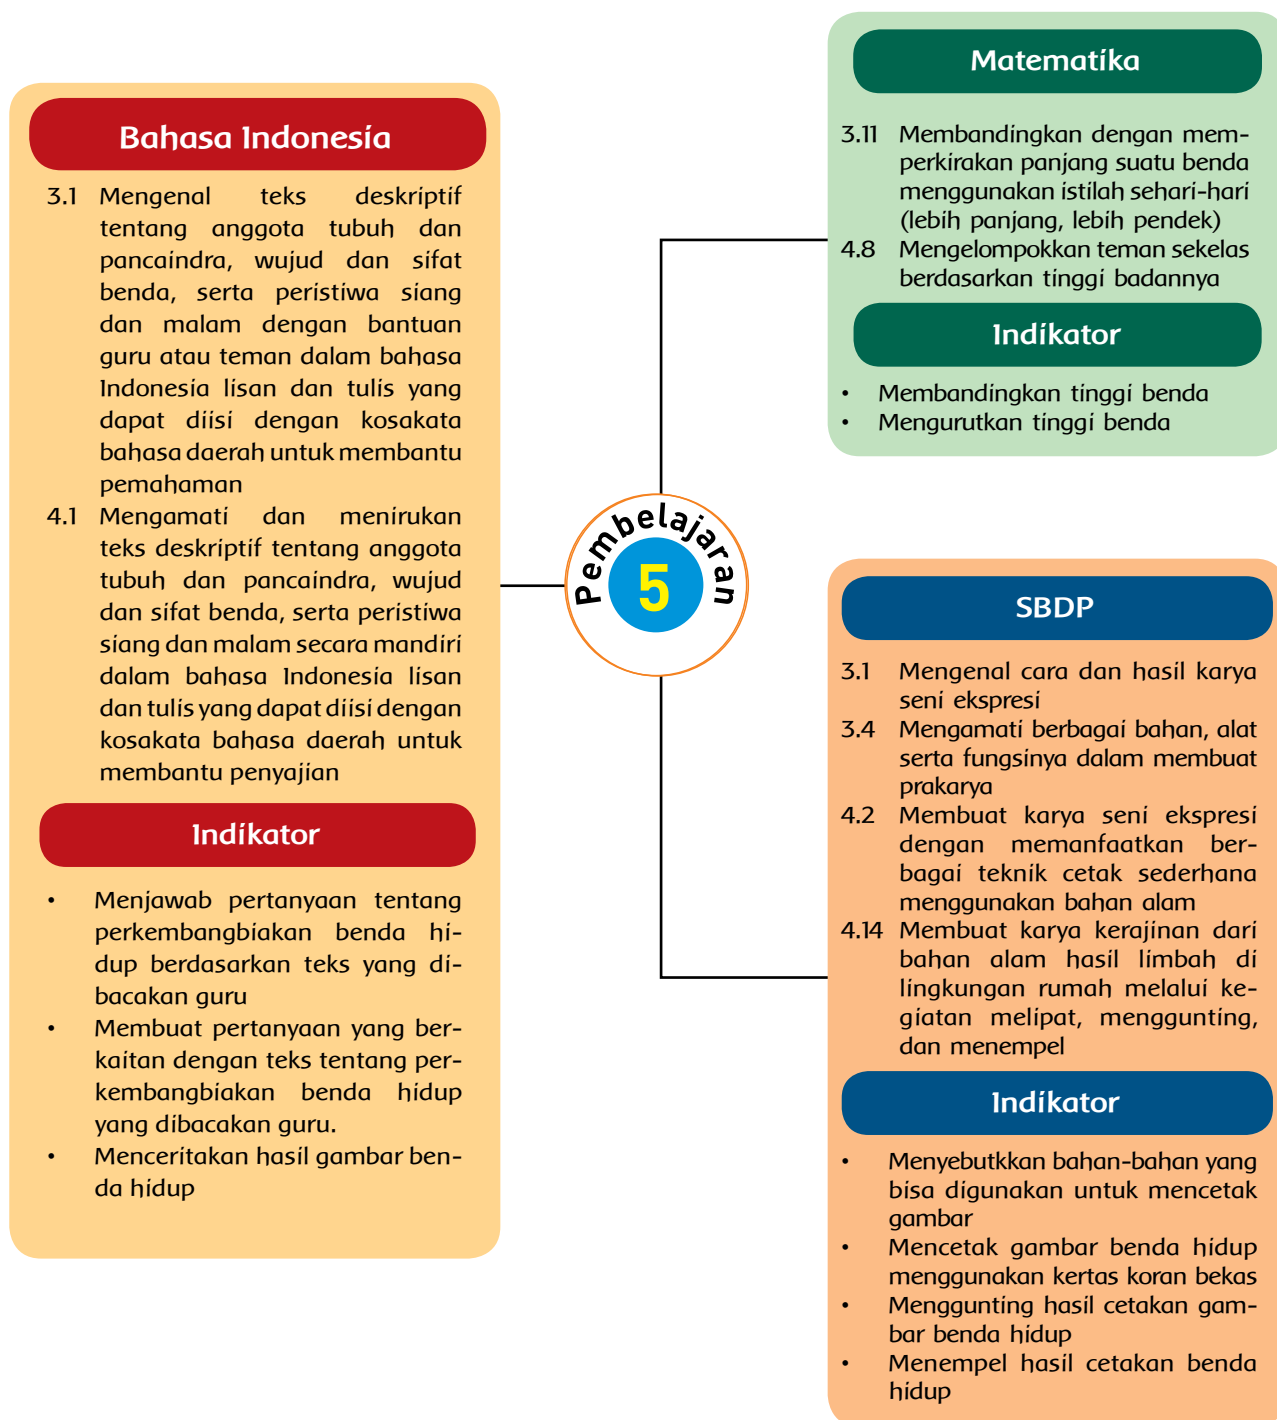 Bahasa Indonesia
3.1 Mengenal teks deskriptif
tentang anggota tubuh dan
pancaindra, wujud dan sifat
benda, serta peristiwa siang
dan malam dengan bantuan
guru atau teman dalam bahasa
Indonesia lisan dan tulis yang
dapat diisi dengan kosakata
bahasa daerah untuk membantu
pemahaman
4.1 Mengamati dan menirukan
teks deskriptif tentang anggota
tubuh dan pancaindra, wujud
dan sifat benda, serta peristiwa
siang dan malam secara mandiri
dalam bahasa Indonesia lisan
dan tulis yang dapat diisi dengan
kosakata bahasa daerah untuk
membantu penyajian
Indikator
• Menjawab pertanyaan tentang
perkembangbiakan benda hi-
dup berdasarkan teks yang di-
bacakan guru
• Membuat pertanyaan yang ber-
kaitan dengan teks tentang per-
kembangbiakan benda hidup
yang dibacakan guru.
• Menceritakan hasil gambar ben-
da hidup
Pembelajaran
5
Matematika
3.11 Membandingkan dengan mem-
perkirakan panjang suatu benda
menggunakan istilah sehari-hari
(lebih panjang, lebih pendek)
4.8 Mengelompokkan teman sekelas
berdasarkan tinggi badannya
Indikator
• Membandingkan tinggi benda
• Mengurutkan tinggi benda
SBDP
3.1 Mengenal cara dan hasil karya
seni ekspresi
3.4 Mengamati berbagai bahan, alat
serta fungsinya dalam membuat
prakarya
4.2 Membuat karya seni ekspresi
dengan memanfaatkan ber-
bagai teknik cetak sederhana
menggunakan bahan alam
4.14 Membuat karya kerajinan dari
bahan alam hasil limbah di
lingkungan rumah melalui ke-
giatan melipat, menggunting,
dan menempel
Indikator
• Menyebutkkan bahan-bahan yang
bisa digunakan untuk mencetak
gambar
• Mencetak gambar benda hidup
menggunakan kertas koran bekas
• Menggunting hasil cetakan gam-
bar benda hidup
• Menempel hasil cetakan benda
hidup